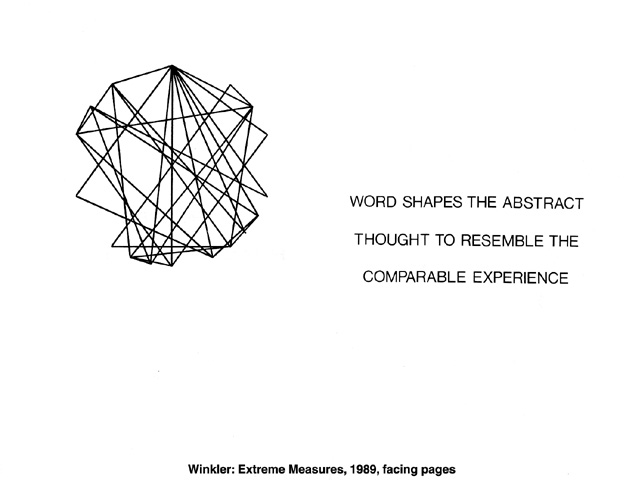 WORD SHAPES THE ABSTRACT
THOUGHT TO RESEMBLE THE
COMPARABLE EXPERIENCE
Winkler: Extreme Measures, 1989, facing pages